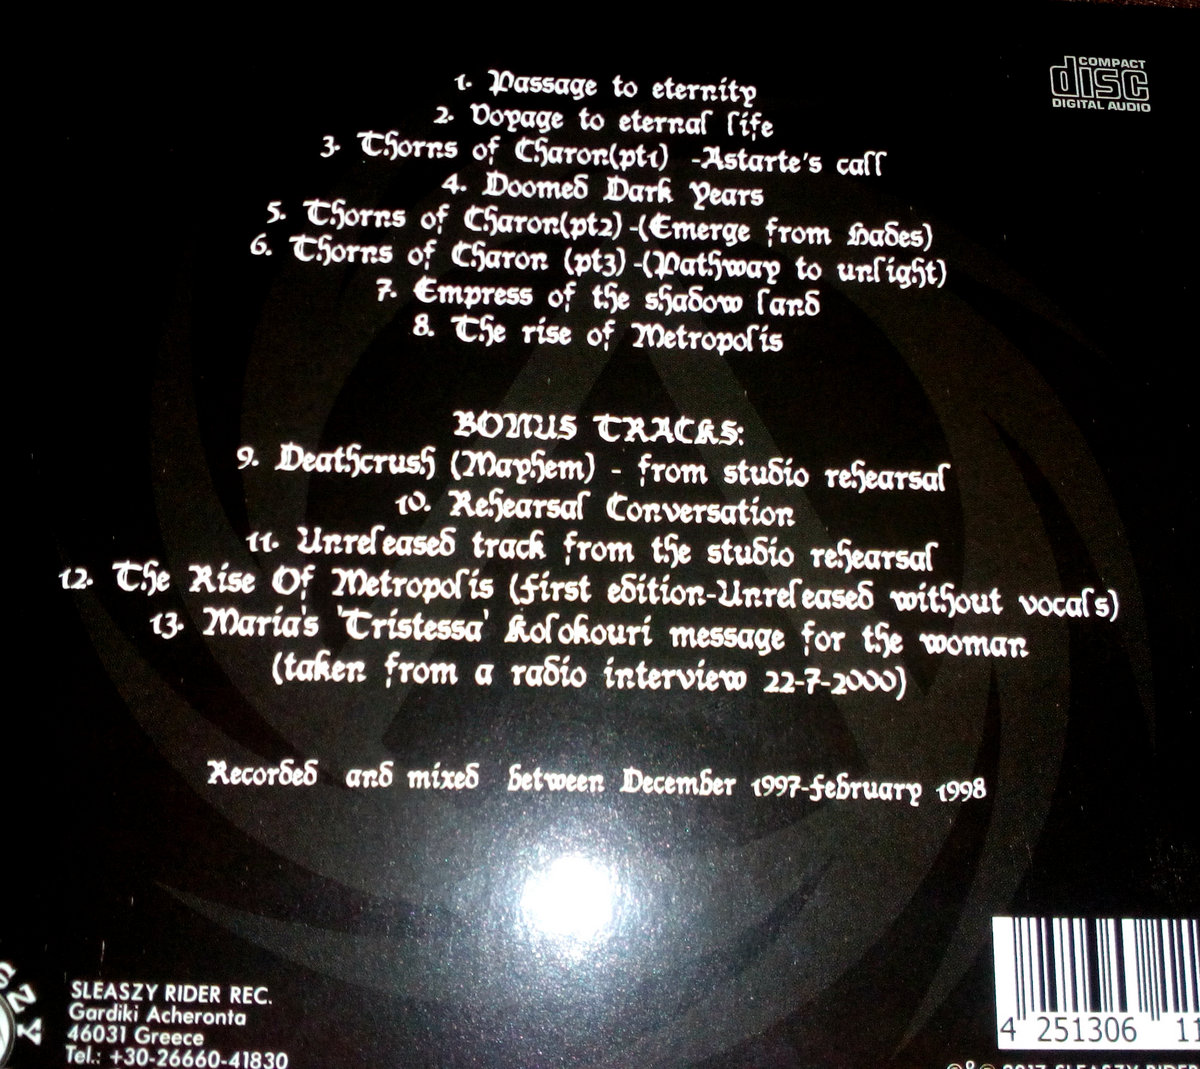 COMPACT
disc
DIGITAL AUDIO
1. Passage to eternity
2. Voyage to eternal life
3. Thorns of Charon(pt1) -Astarte's call
4. Doomed Dark Years
5. Thorns of Charon(pt2) -(Emerge from Hades)
6. Thorns of Charon (pt3) -(Pathway to unlight)
7. Empress of the shadow land
8. The rise of Metropolis
BONUS TRACKS:
9. Deathcrush (Mayhem) - from studio rehearsal
10. Rehearsal Conversation
11. Unreleased track from the studio rehearsal
12. The Rise Of Metropolis (first edition-Unreleased without vocals)
13. Maria's 'Tristessa' Kolokouri message for the woman
(taken from a radio interview 22-7-2000)
Recorded and mixed between December 1997-february 1998
SLEASZY RIDER REC.
Gardiki Acheronta
46031 Greece
Tel.: +30-26660-41830
4 251306 11
2017 SLEASZY RIDER